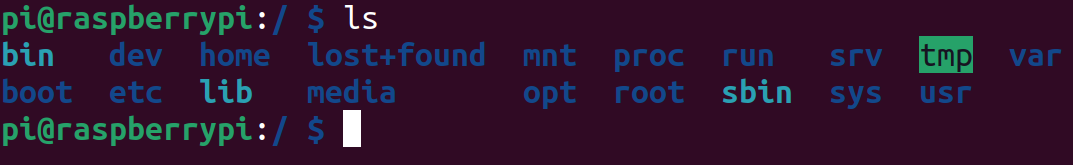 pi@raspberrypi:/ $ ls
bin dev home lost+found mnt proc run srv tmp var
boot etc lib media opt root sbin sys usr
pi@raspberrypi:/ $